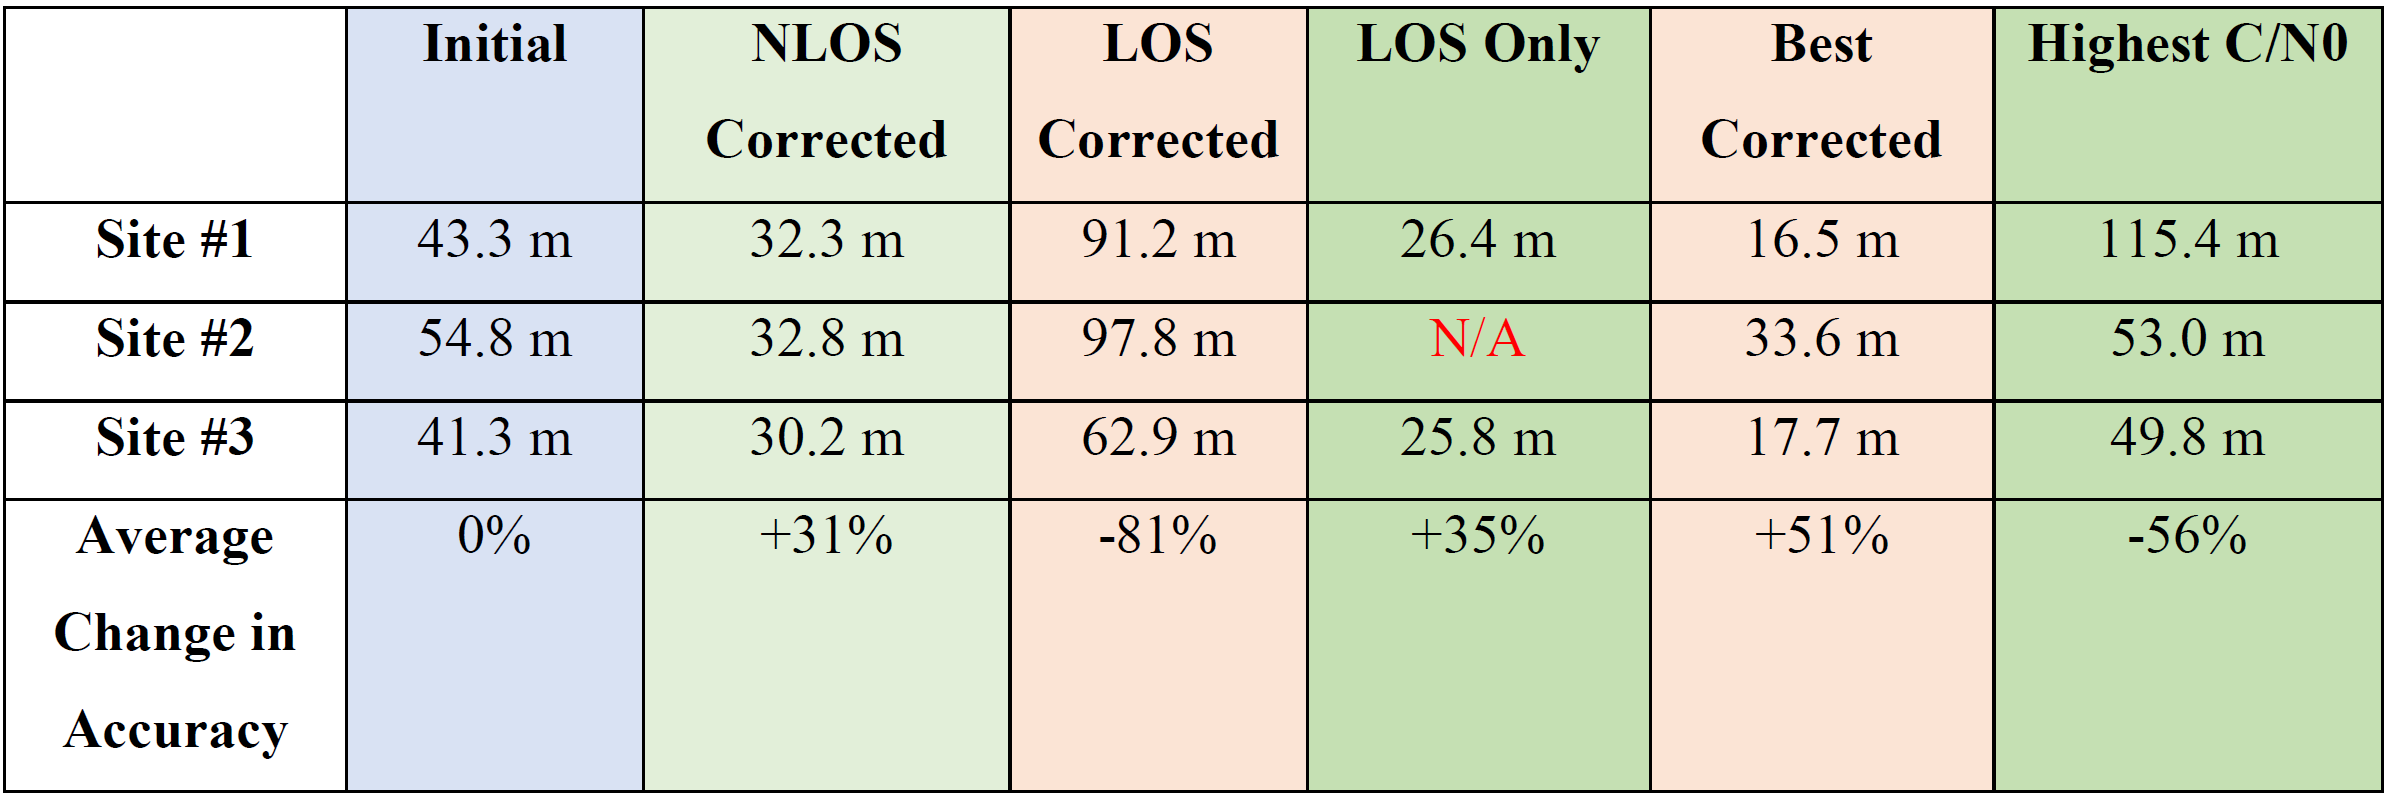 Initial
NLOS
Corrected
LOS
Corrected
LOS Only
Best
Corrected
Highest C/N0
Site #1
43.3 m
32.3 m
91.2 m
26.4 m
16.5 m
115.4 m
Site #2
54.8 m
32.8 m
97.8 m
N/A
33.6 m
53.0 m
Site #3
41.3 m
30.2 m
62.9 m
25.8 m
17.7 m
49.8 m
Average
Change in
Accuracy
0%
+31%
-81%
+35%
+51%
-56%